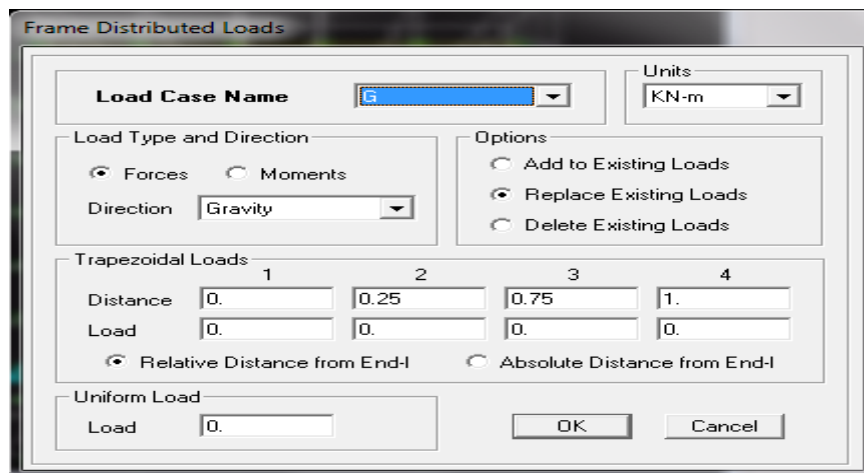 Frame Distributed Loads
Load Case Name
G
Units
KN-m
Load Type and Direction
Forces Moments
Direction Gravity
Options
Add to Existing Loads
Replace Existing Loads
Delete Existing Loads
Trapezoidal Loads
1 2 3 4
Distance 0. 0.25 0.75 1.
Load 0. 0. 0. 0.
Relative Distance from End-I Absolute Distance from End-I
Uniform Load
Load 0.
OK Cancel